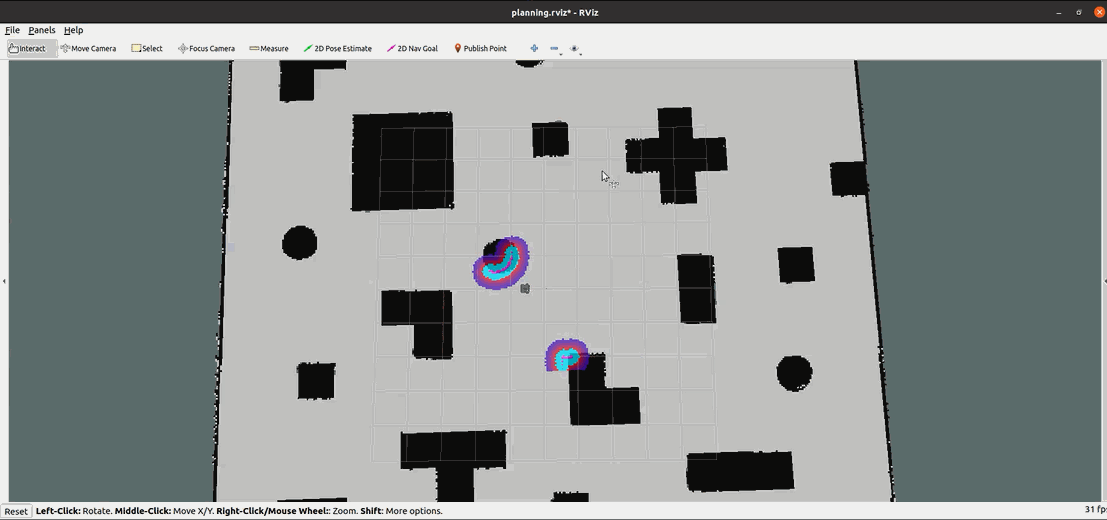 planning.rviz* - RViz
File Panels Help
Interact Move Camera Select Focus Camera Measure 2D Pose Estimate 2D Nav Goal Publish Point
Reset Left-Click: Rotate. Middle-Click: Move X/Y. Right-Click/Mouse Wheel:: Zoom. Shift: More options. 31 fps